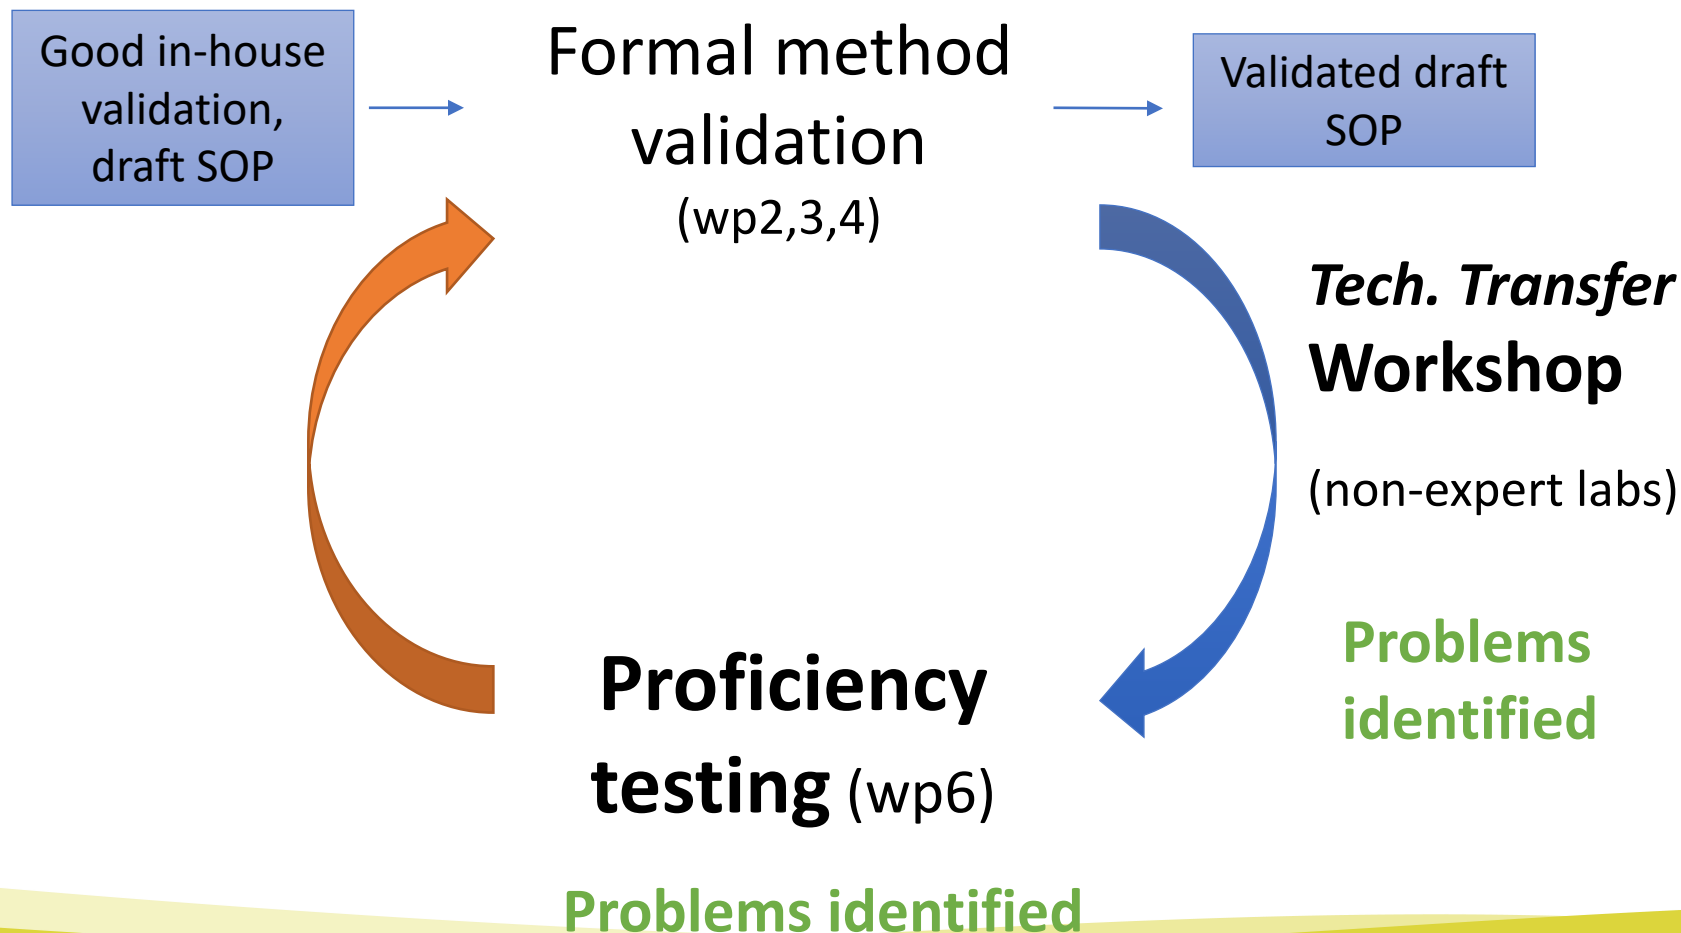 Good in-house
validation,
draft SOP
Formal method
validation
(wp2,3,4)
Validated draft
SOP
Tech. Transfer
Workshop
(non-expert labs)
Problems
identified
Proficiency
testing (wp6)
Problems identified